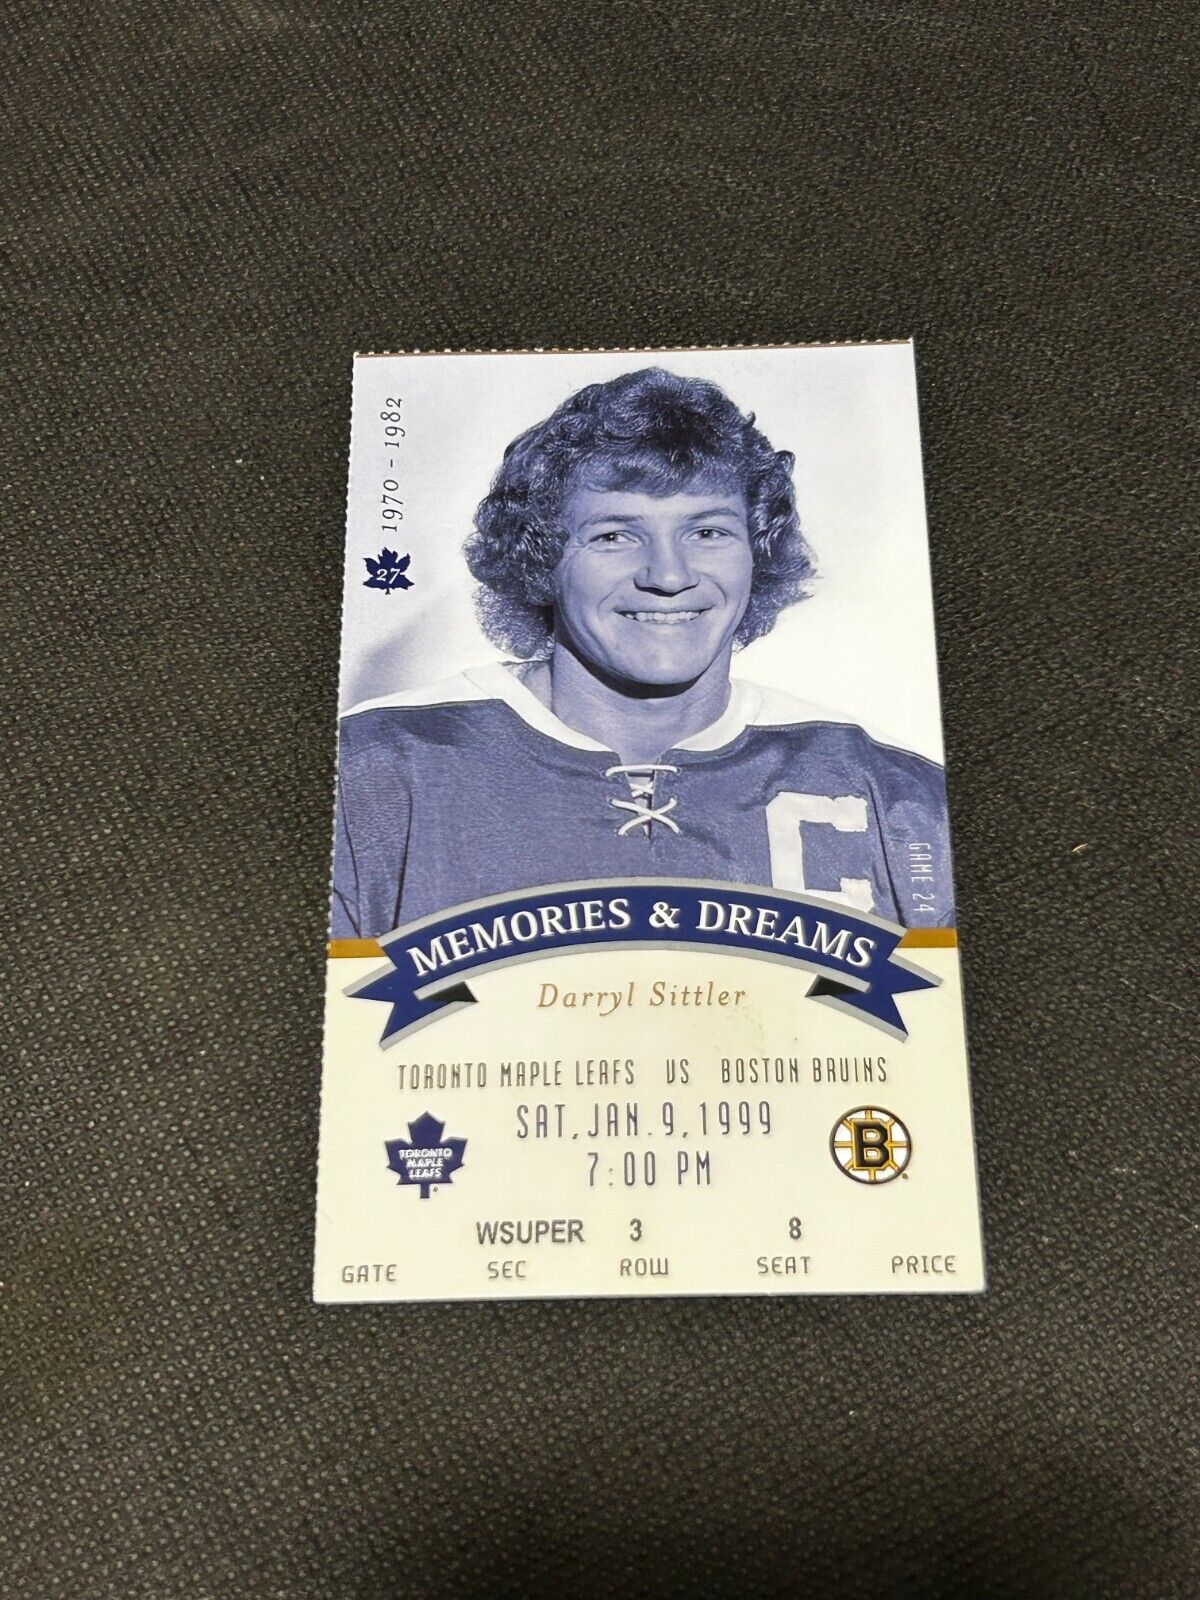 1970 - 1982
27
C
GAME 24
MEMORIES & DREAMS
Darryl Sittler
TORONTO MAPLE LEAFS VS BOSTON BRUINS
SAT, JAN. 9, 1999
7:00 PM
TORONTO
MAPLE
LEAFS
B
WSUPER 3 8
GATE SEC ROW SEAT PRICE